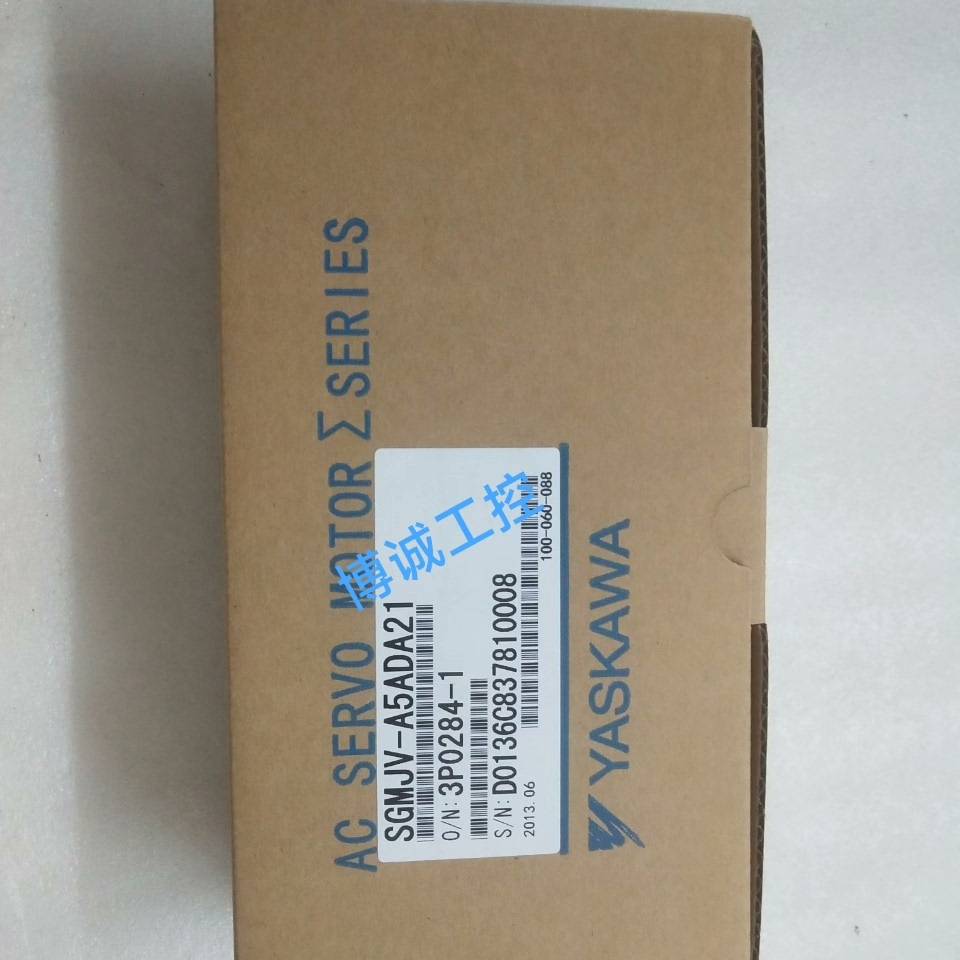 AC SERVO MOTOR Σ SERIES
SGMJV-A5ADA21
O/N:3P0284-1
S/N:D0136C837810008
2013.06
100-060-088
YASKAWA
博诚工控